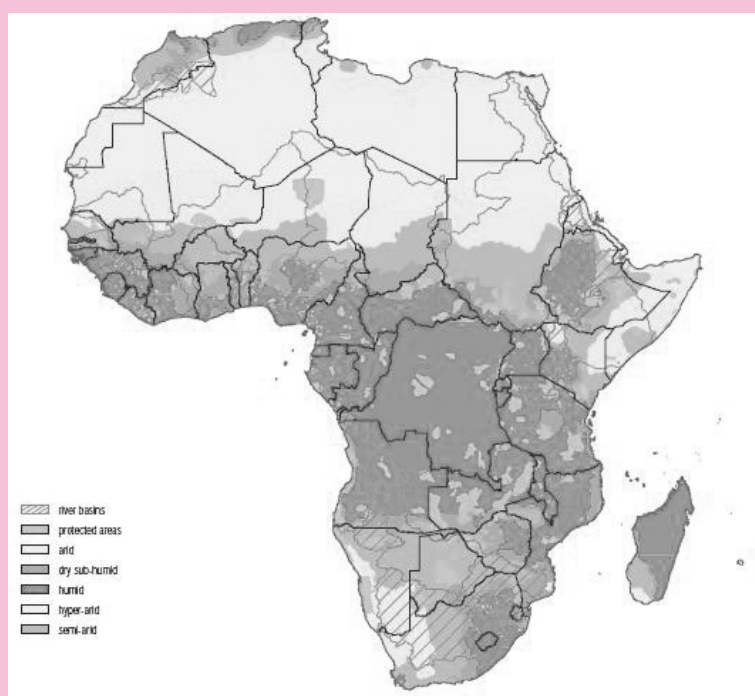 river basins
protected areas
arid
dry sub-humid
humid
hyper-arid
semi-arid